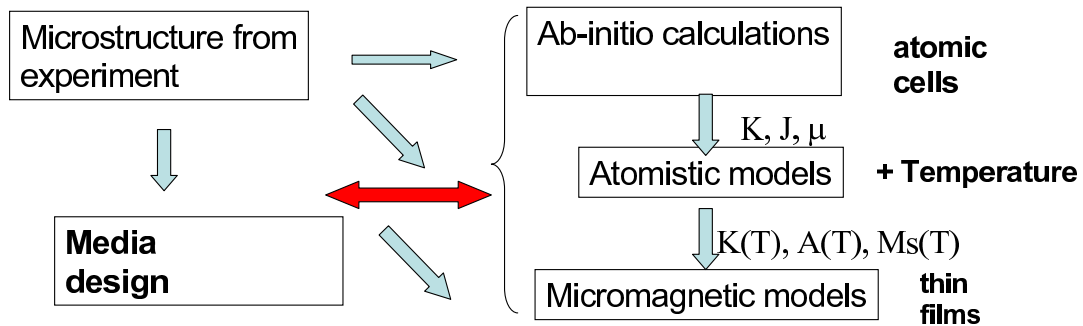 Microstructure from
experiment
Media
design
Ab-initio calculations
atomic
cells
K, J, μ
Atomistic models
+ Temperature
K(T), A(T), Ms(T)
Micromagnetic models
thin
films